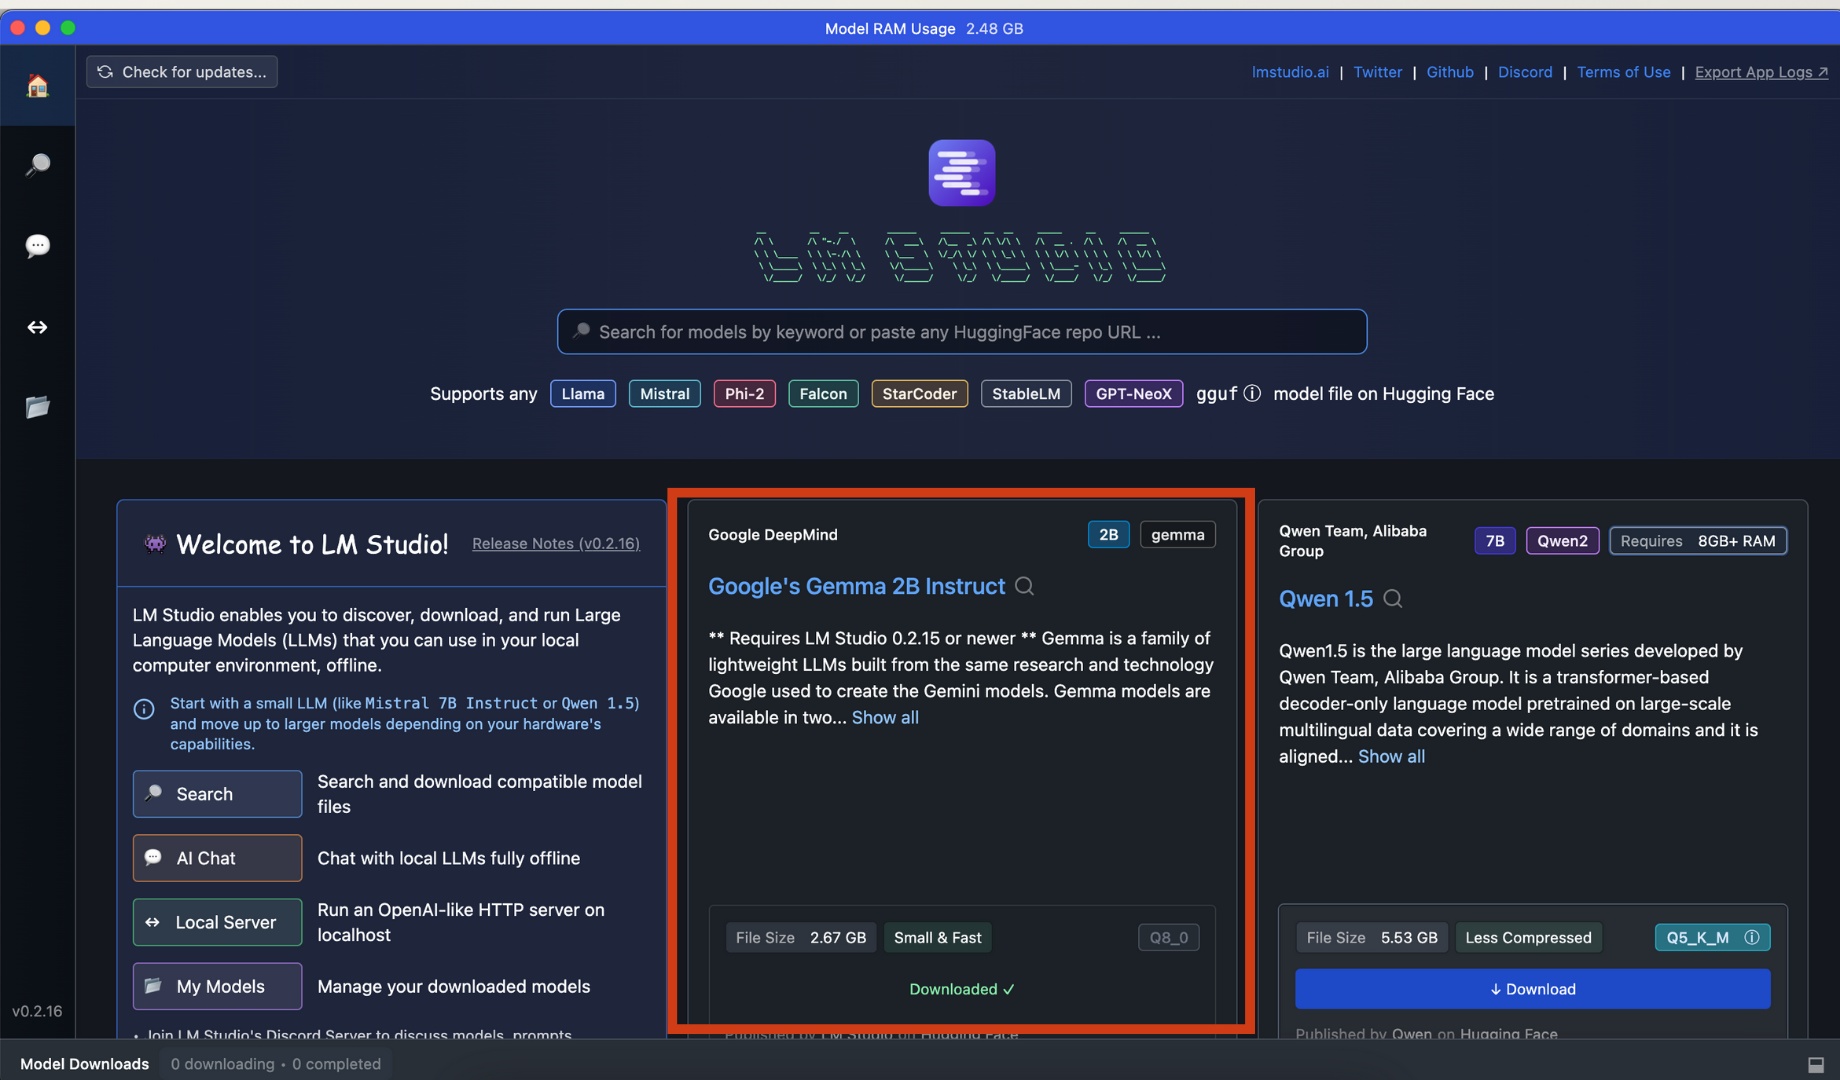 Model RAM Usage 2.48 GB
Check for updates...
lmstudio.ai | Twitter | Github | Discord | Terms of Use | Export App Logs ↗
LM STUDIO
Search for models by keyword or paste any HuggingFace repo URL ...
Supports any Llama Mistral Phi-2 Falcon StarCoder StableLM GPT-NeoX gguf ⓘ model file on Hugging Face
Welcome to LM Studio! Release Notes (v0.2.16)
LM Studio enables you to discover, download, and run Large
Language Models (LLMs) that you can use in your local
computer environment, offline.
Start with a small LLM (like Mistral 7B Instruct or Qwen 1.5)
and move up to larger models depending on your hardware's
capabilities.
Search
Search and download compatible model
files
AI Chat
Chat with local LLMs fully offline
Local Server
Run an OpenAI-like HTTP server on
localhost
My Models
Manage your downloaded models
• Join LM Studio's Discord Server to discuss models, prompts,
Google DeepMind 2B gemma
Google's Gemma 2B Instruct
** Requires LM Studio 0.2.15 or newer ** Gemma is a family of
lightweight LLMs built from the same research and technology
Google used to create the Gemini models. Gemma models are
available in two... Show all
File Size 2.67 GB Small & Fast Q8_0
Downloaded ✓
Published by LM Studio on Hugging Face
Qwen Team, Alibaba
Group
7B Qwen2 Requires 8GB+ RAM
Qwen 1.5
Qwen1.5 is the large language model series developed by
Qwen Team, Alibaba Group. It is a transformer-based
decoder-only language model pretrained on large-scale
multilingual data covering a wide range of domains and it is
aligned... Show all
File Size 5.53 GB Less Compressed Q5_K_M ⓘ
↓ Download
Published by Qwen on Hugging Face
v0.2.16
Model Downloads 0 downloading • 0 completed